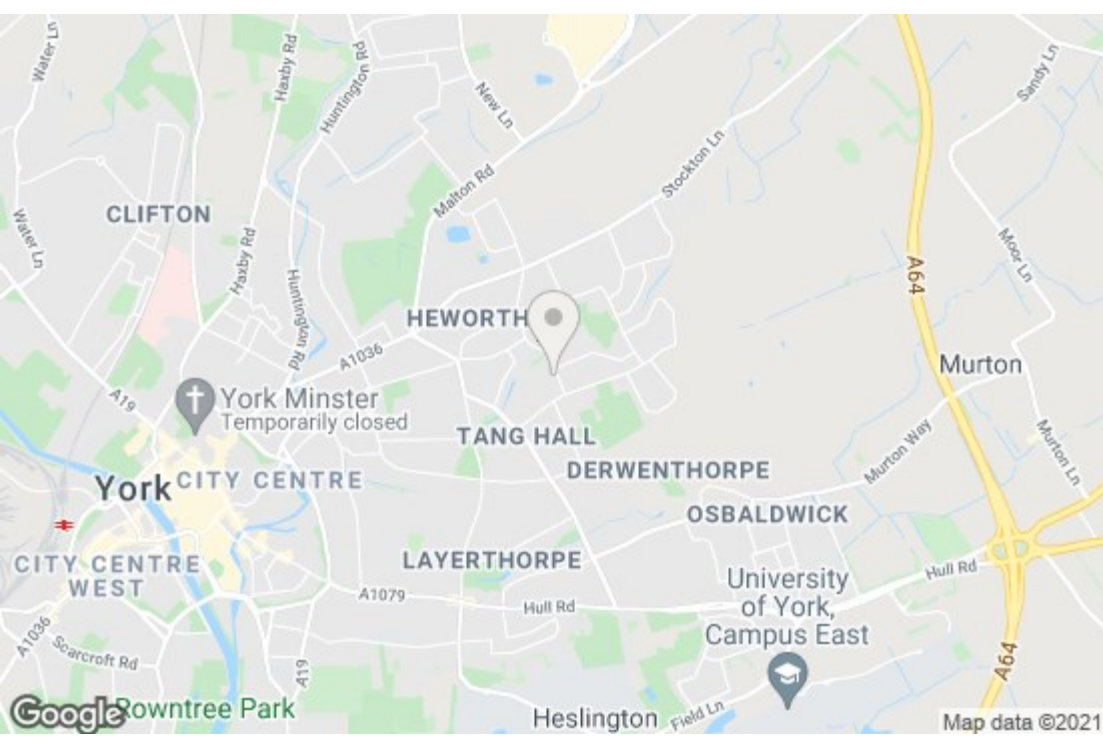 Water Ln
Haxby Rd
Huntington Rd
New Ln
Sandy Ln
Malton Rd
Stockton Ln
CLIFTON
Water Ln
Haxby Rd
Huntington Rd
Moor Ln
A64
HEWORTH
A1036
Murton
A19
York Minster
Temporarily closed
TANG HALL
Murton Way
Murton Ln
DERWENTHORPE
York
CITY CENTRE
OSBALDWICK
CITY CENTRE
WEST
LAYERTHORPE
Hull Rd
University
of York,
Campus East
A1079
Hull Rd
A1036
Scarcroft Rd
A19
A64
Google
Rowntree Park
Heslington
Field Ln
Map data ©2021